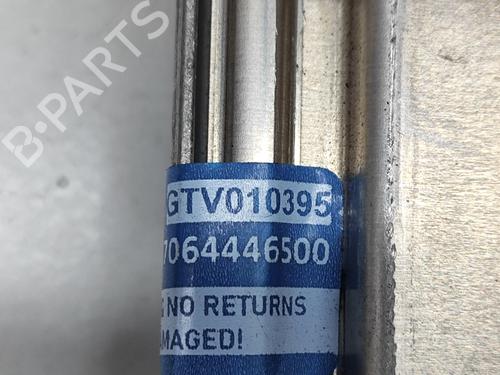 B-PARTS
GTV010395
7064446500
NO RETURNS
MAGED!